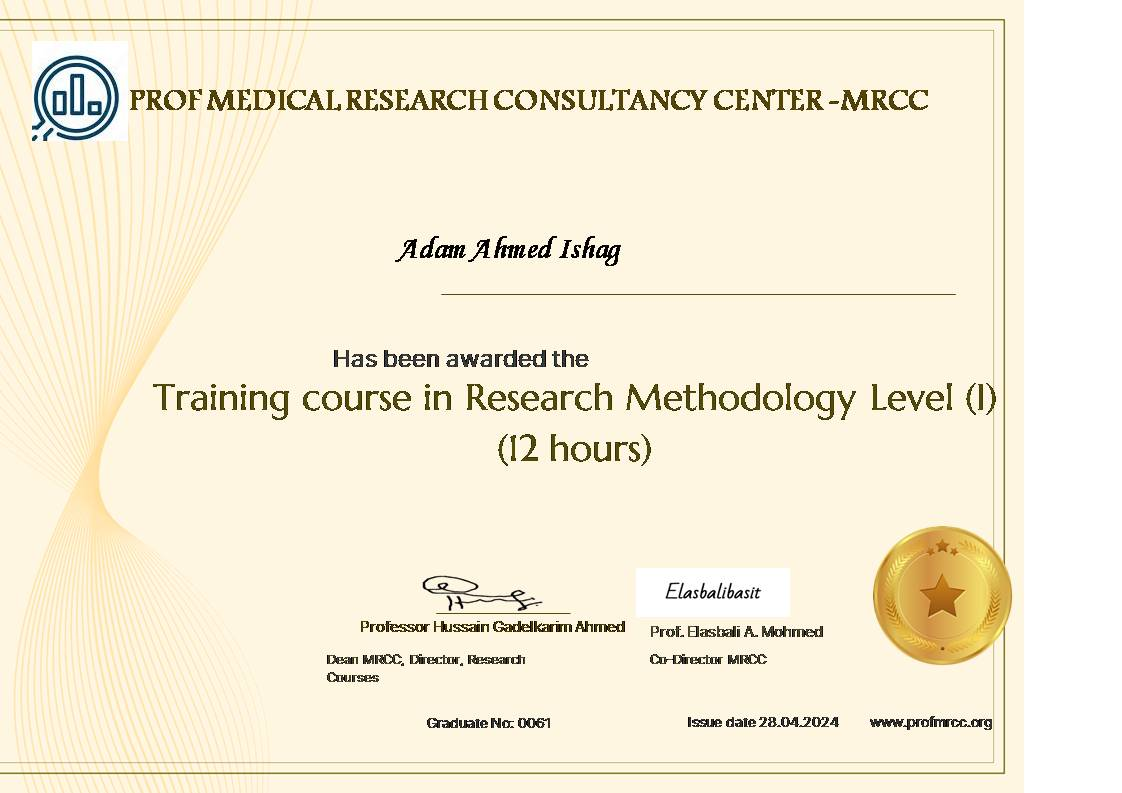 PROF MEDICAL RESEARCH CONSULTANCY CENTER -MRCC
Adam Ahmed Ishag
Has been awarded the
Training course in Research Methodology Level (I)
(12 hours)
Elasbalibasit
Professor Hussain Gadelkarim Ahmed
Prof. Elasbali A. Mohmed
Dean MRCC, Director, Research
Courses
Co-Director MRCC
Graduate No: 0061
Issue date 28.04.2024
www.profmrcc.org